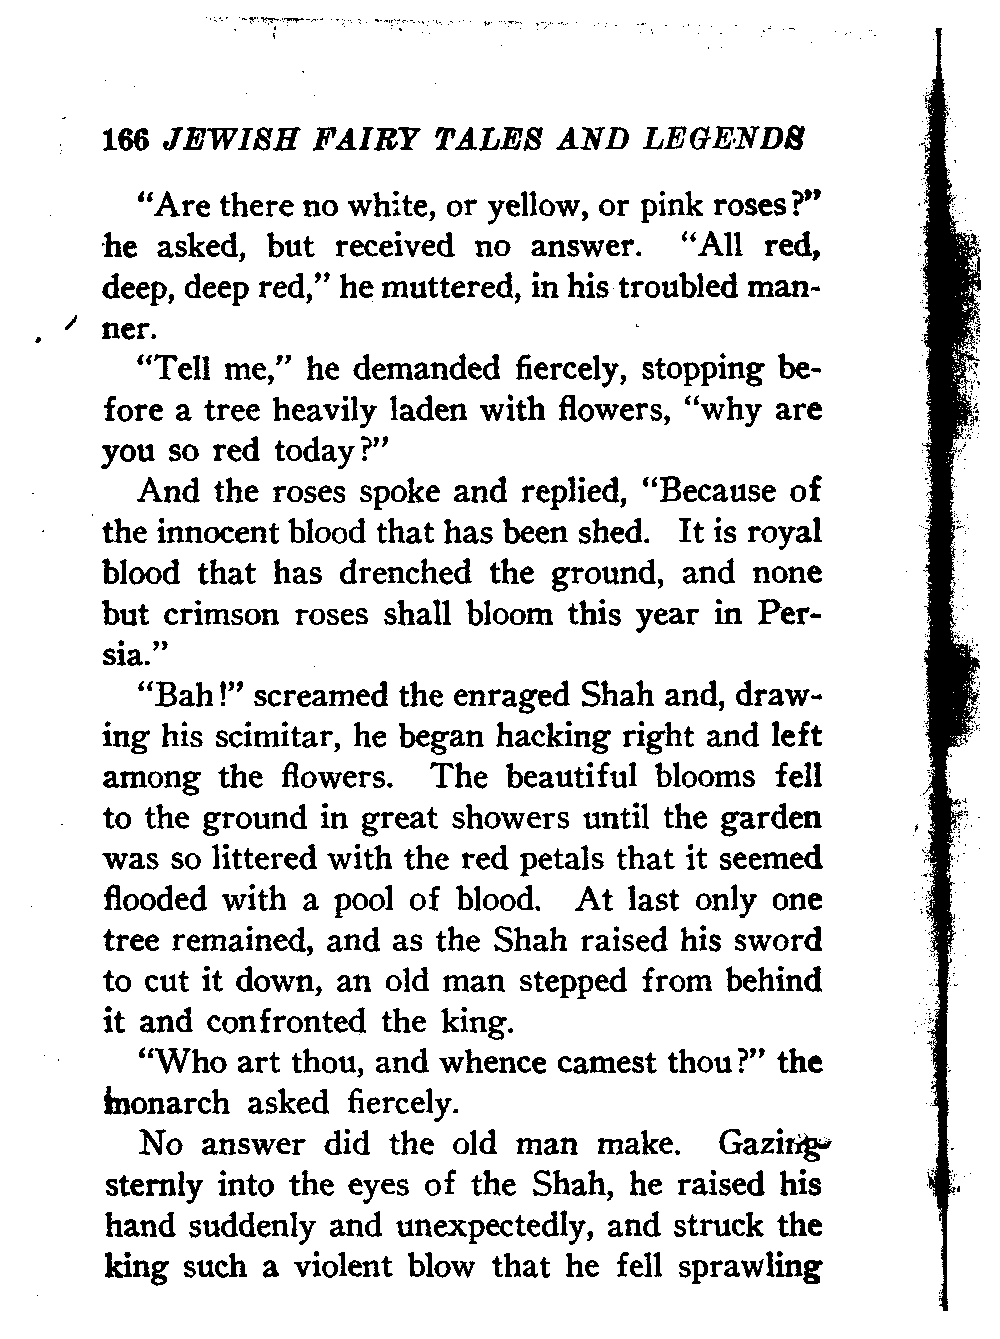 166 JEWISH FAIRY TALES AND LEGENDS
“Are there no white, or yellow, or pink roses?”
he asked, but received no answer. “All red,
deep, deep red,” he muttered, in his troubled man-
ner.
“Tell me,” he demanded fiercely, stopping be-
fore a tree heavily laden with flowers, “why are
you so red today?”
And the roses spoke and replied, “Because of
the innocent blood that has been shed. It is royal
blood that has drenched the ground, and none
but crimson roses shall bloom this year in Per-
sia.”
“Bah!” screamed the enraged Shah and, draw-
ing his scimitar, he began hacking right and left
among the flowers. The beautiful blooms fell
to the ground in great showers until the garden
was so littered with the red petals that it seemed
flooded with a pool of blood. At last only one
tree remained, and as the Shah raised his sword
to cut it down, an old man stepped from behind
it and confronted the king.
“Who art thou, and whence camest thou?” the
monarch asked fiercely.
No answer did the old man make. Gazing
sternly into the eyes of the Shah, he raised his
hand suddenly and unexpectedly, and struck the
king such a violent blow that he fell sprawling